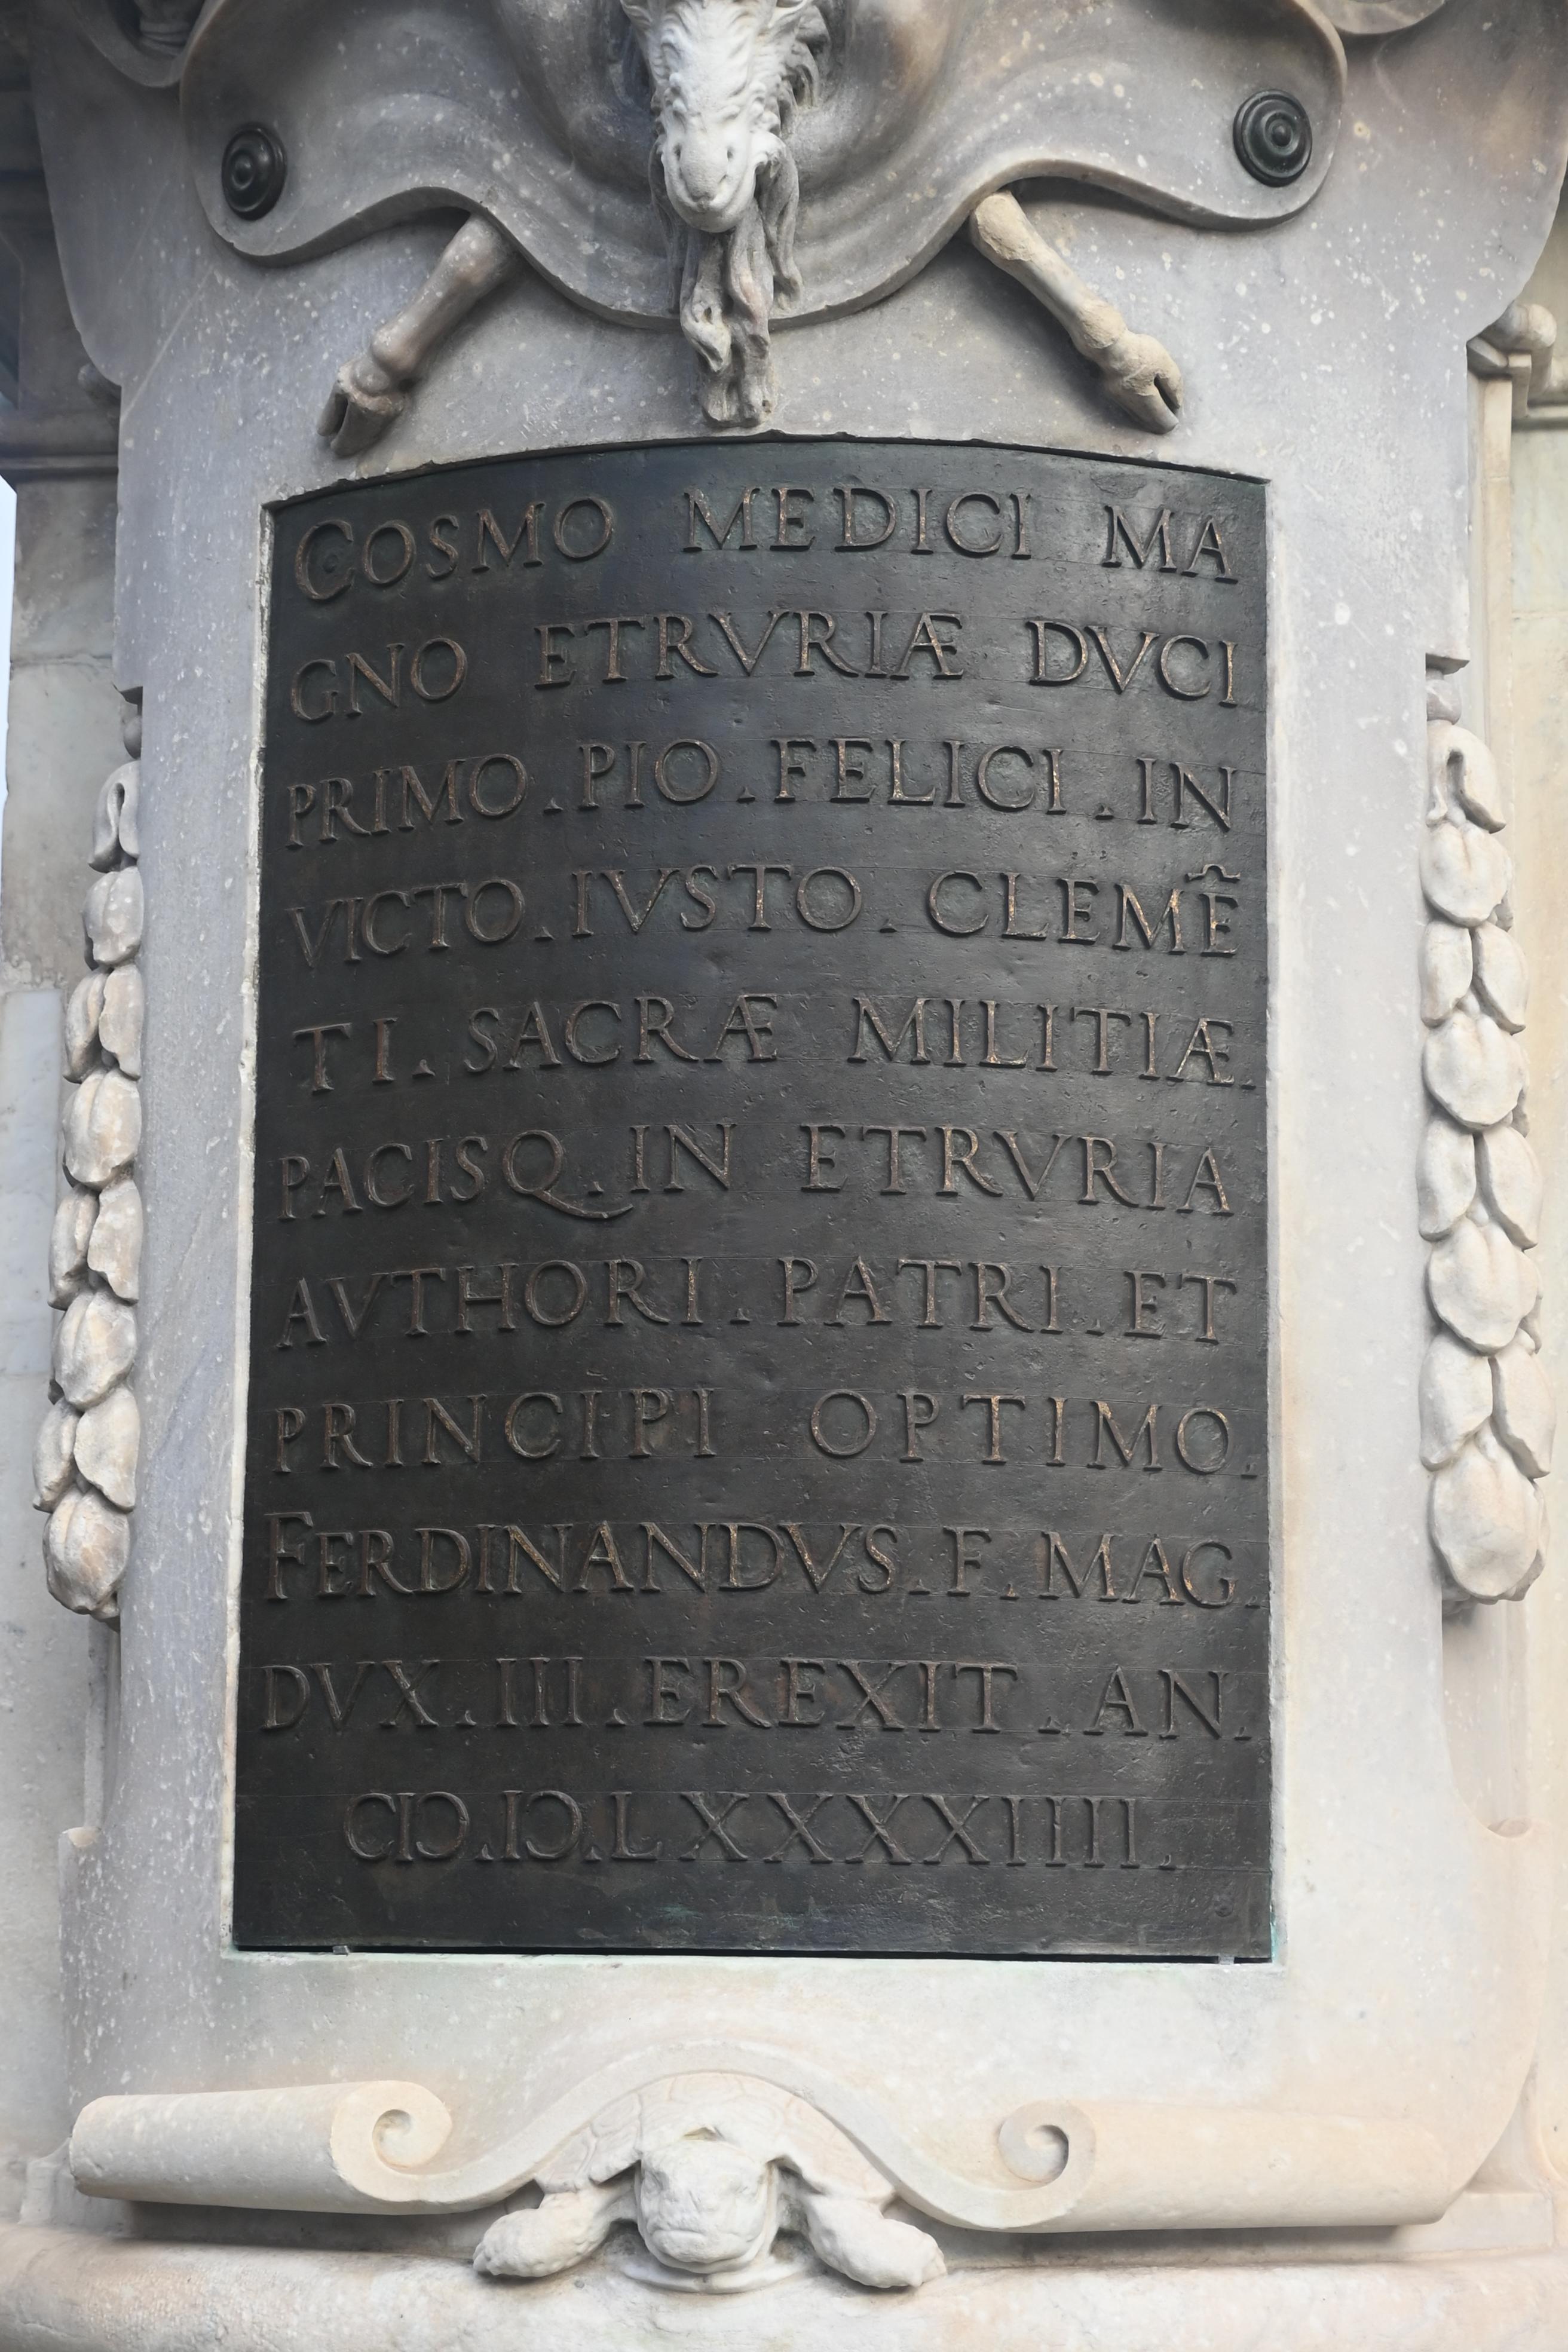 COSMO MEDICI MA
GNO ETRVRIÆ DVCI
PRIMO . PIO . FELICI . IN
VICTO . IVSTO . CLEMÊ
TI . SACRÆ MILITIÆ.
PACISQ . IN ETRVRIA
AVTHORI . PATRI . ET
PRINCIPI OPTIMO.
FERDINANDVS . F . MAG.
DVX . III . EREXIT . AN.
CIƆ.IƆ.LXXXXIIII.